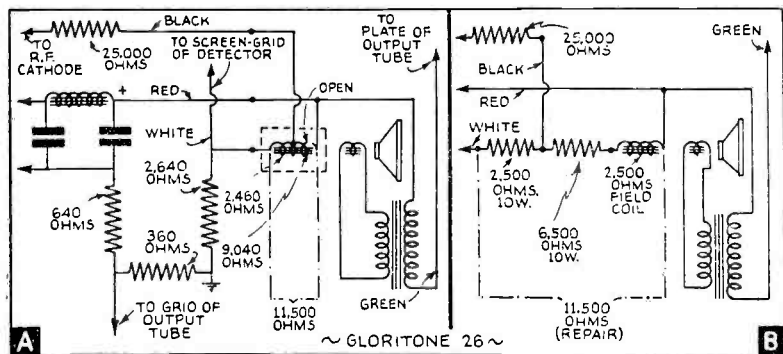 TO
R.F.
CATHODE
25,000
OHMS
BLACK
TO SCREEN-GRID
OF DETECTOR
TO
PLATE OF
OUTPUT
TUBE
+
RED
OPEN
WHITE
2,640
OHMS
2,460
OHMS
640
OHMS
360
OHMS
9,040
OHMS
GREEN
11,500
OHMS
TO GRID OF
OUTPUT
TUBE
A
~ GLORITONE 26 ~
25,000
OHMS
GREEN
BLACK
RED
WHITE
2,500
OHMS.
10W.
6,500
OHMS
10W.
2,500
OHMS
FIELD
COIL
11,500
OHMS
(REPAIR)
B